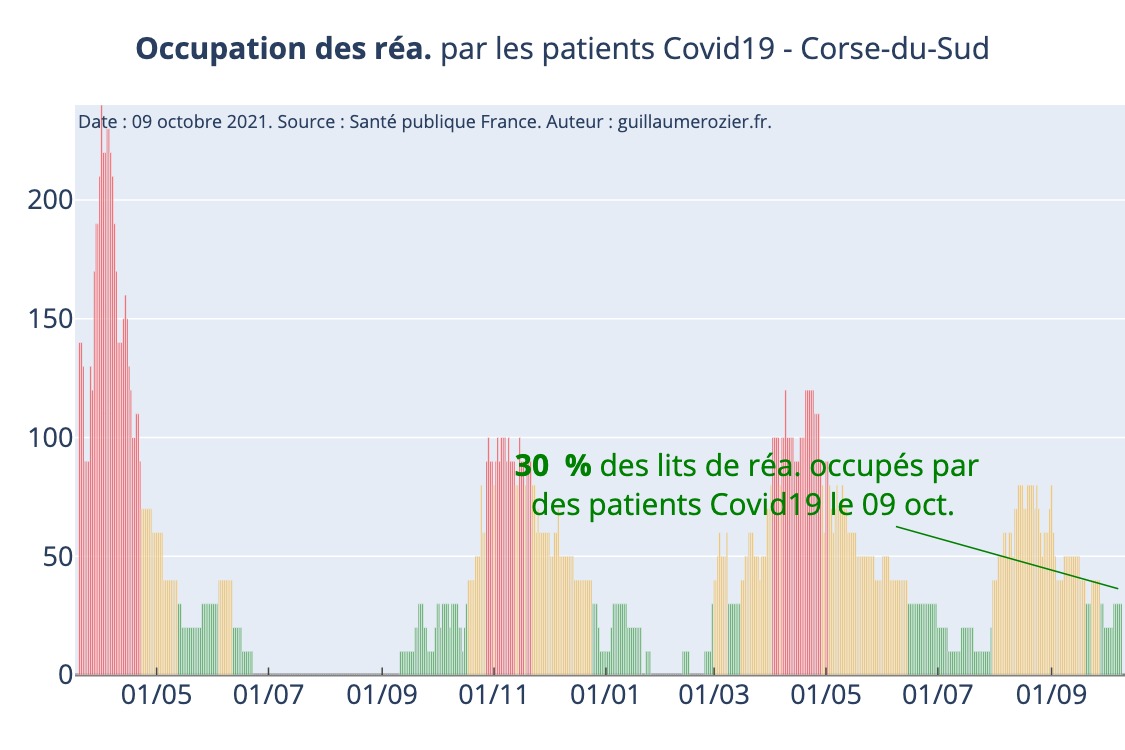 Occupation des réa. par les patients Covid19 - Corse-du-Sud
Date : 09 octobre 2021. Source : Santé publique France. Auteur : guillaumerozier.fr.
200
150
100
30  % des lits de réa. occupés par
des patients Covid19 le 09 oct.
50
0
01/05 01/07 01/09 01/11 01/01 01/03 01/05 01/07 01/09